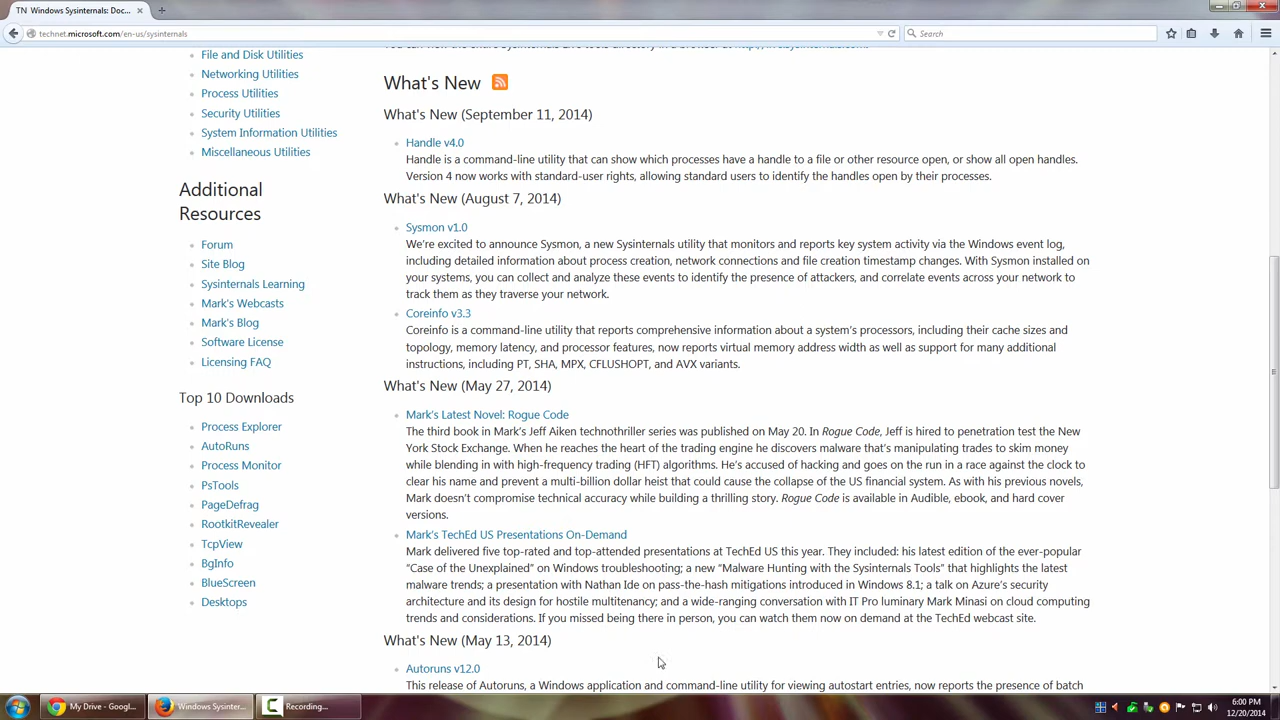 TN Windows Sysinternals: Doc...
technet.microsoft.com/en-us/sysinternals
Search
File and Disk Utilities
Networking Utilities
Process Utilities
Security Utilities
System Information Utilities
Miscellaneous Utilities
Additional
Resources
Forum
Site Blog
Sysinternals Learning
Mark's Webcasts
Mark's Blog
Software License
Licensing FAQ
Top 10 Downloads
Process Explorer
AutoRuns
Process Monitor
PsTools
PageDefrag
RootkitRevealer
TcpView
BgInfo
BlueScreen
Desktops
What's New
What's New (September 11, 2014)
Handle v4.0
Handle is a command-line utility that can show which processes have a handle to a file or other resource open, or show all open handles.
Version 4 now works with standard-user rights, allowing standard users to identify the handles open by their processes.
What's New (August 7, 2014)
Sysmon v1.0
We're excited to announce Sysmon, a new Sysinternals utility that monitors and reports key system activity via the Windows event log,
including detailed information about process creation, network connections and file creation timestamp changes. With Sysmon installed on
your systems, you can collect and analyze these events to identify the presence of attackers, and correlate events across your network to
track them as they traverse your network.
Coreinfo v3.3
Coreinfo is a command-line utility that reports comprehensive information about a system's processors, including their cache sizes and
topology, memory latency, and processor features, now reports virtual memory address width as well as support for many additional
instructions, including PT, SHA, MPX, CFLUSHOPT, and AVX variants.
What's New (May 27, 2014)
Mark's Latest Novel: Rogue Code
The third book in Mark's Jeff Aiken technothriller series was published on May 20. In Rogue Code, Jeff is hired to penetration test the New
York Stock Exchange. When he reaches the heart of the trading engine he discovers malware that's manipulating trades to skim money
while blending in with high-frequency trading (HFT) algorithms. He's accused of hacking and goes on the run in a race against the clock to
clear his name and prevent a multi-billion dollar heist that could cause the collapse of the US financial system. As with his previous novels,
Mark doesn't compromise technical accuracy while building a thrilling story. Rogue Code is available in Audible, ebook, and hard cover
versions.
Mark's TechEd US Presentations On-Demand
Mark delivered five top-rated and top-attended presentations at TechEd US this year. They included: his latest edition of the ever-popular
“Case of the Unexplained” on Windows troubleshooting; a new “Malware Hunting with the Sysinternals Tools” that highlights the latest
malware trends; a presentation with Nathan Ide on pass-the-hash mitigations introduced in Windows 8.1; a talk on Azure's security
architecture and its design for hostile multitenancy; and a wide-ranging conversation with IT Pro luminary Mark Minasi on cloud computing
trends and considerations. If you missed being there in person, you can watch them now on demand at the TechEd webcast site.
What's New (May 13, 2014)
Autoruns v12.0
This release of Autoruns, a Windows application and command-line utility for viewing autostart entries, now reports the presence of batch
My Drive - Googl...
Windows Sysinter...
Recording...
6:00 PM
12/20/2014